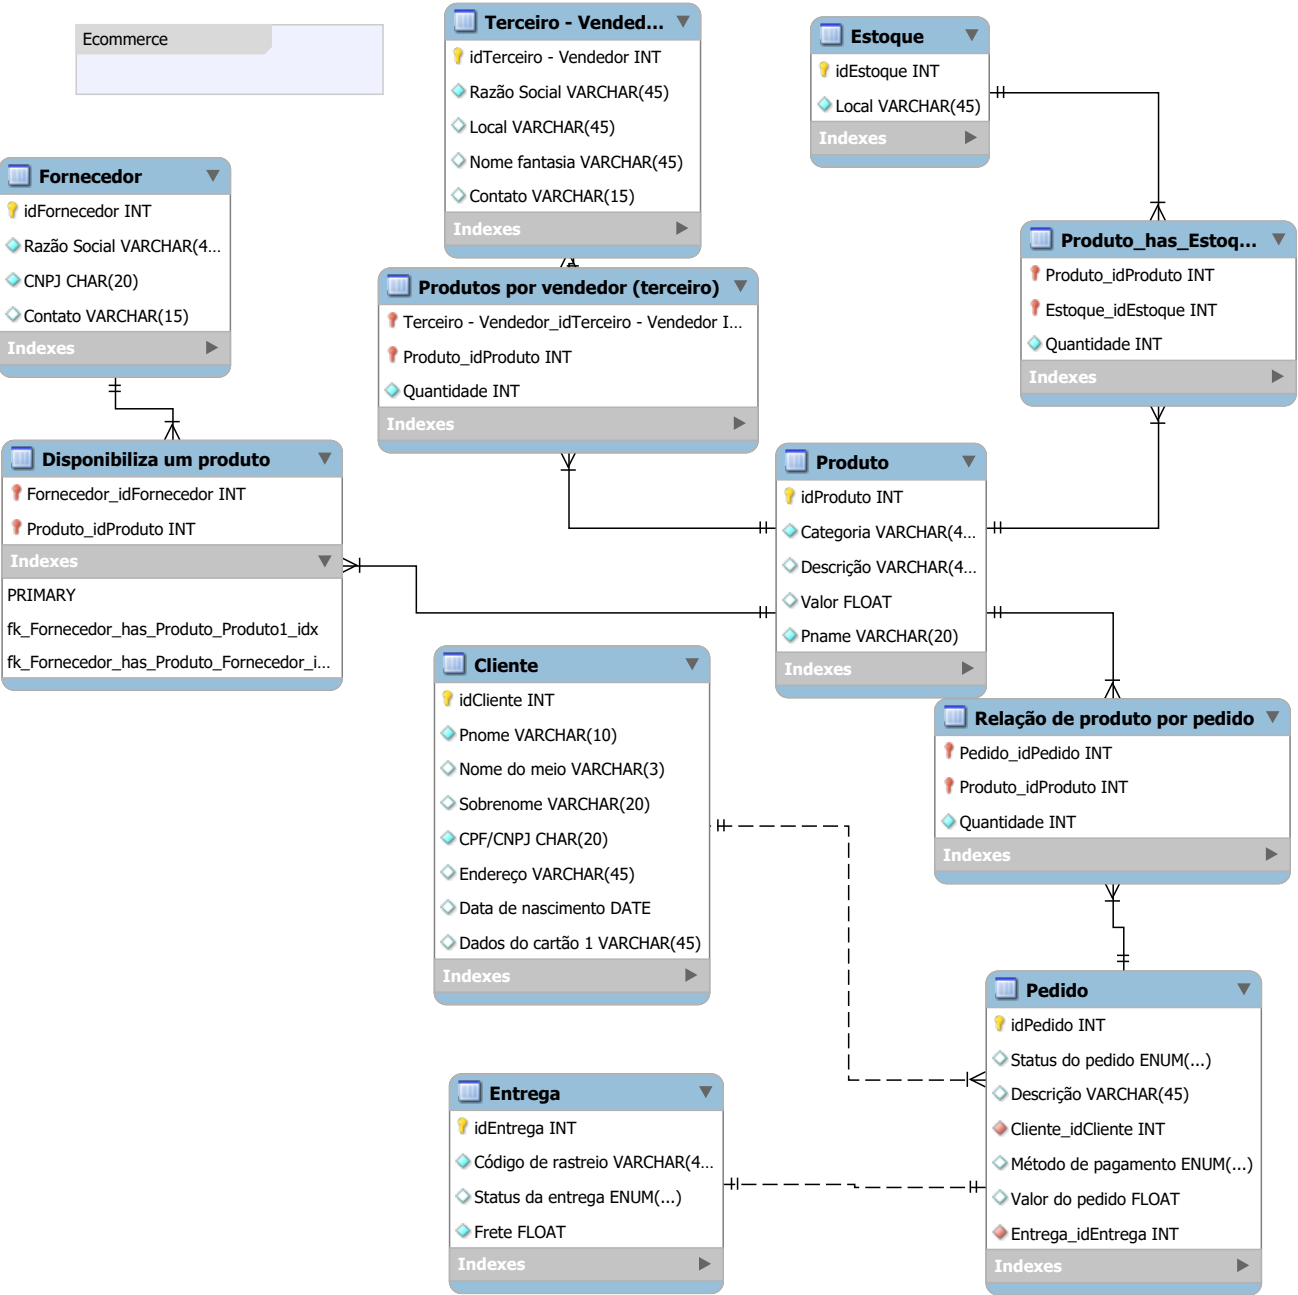 Ecommerce
Terceiro - Vended...
idTerceiro - Vendedor INT
Razão Social VARCHAR(45)
Local VARCHAR(45)
Nome fantasia VARCHAR(45)
Contato VARCHAR(15)
Indexes
Estoque
idEstoque INT
Local VARCHAR(45)
Indexes
Fornecedor
idFornecedor INT
Razão Social VARCHAR(4...
CNPJ CHAR(20)
Contato VARCHAR(15)
Indexes
Produto_has_Estoq...
Produto_idProduto INT
Estoque_idEstoque INT
Quantidade INT
Indexes
Produtos por vendedor (terceiro)
Terceiro - Vendedor_idTerceiro - Vendedor I...
Produto_idProduto INT
Quantidade INT
Indexes
Disponibiliza um produto
Fornecedor_idFornecedor INT
Produto_idProduto INT
Indexes
PRIMARY
fk_Fornecedor_has_Produto_Produto1_idx
fk_Fornecedor_has_Produto_Fornecedor_i...
Produto
idProduto INT
Categoria VARCHAR(4...
Descrição VARCHAR(4...
Valor FLOAT
Pname VARCHAR(20)
Indexes
Cliente
idCliente INT
Pnome VARCHAR(10)
Nome do meio VARCHAR(3)
Sobrenome VARCHAR(20)
CPF/CNPJ CHAR(20)
Endereço VARCHAR(45)
Data de nascimento DATE
Dados do cartão 1 VARCHAR(45)
Indexes
Relação de produto por pedido
Pedido_idPedido INT
Produto_idProduto INT
Quantidade INT
Indexes
Pedido
idPedido INT
Status do pedido ENUM(...)
Descrição VARCHAR(45)
Cliente_idCliente INT
Método de pagamento ENUM(...)
Valor do pedido FLOAT
Entrega_idEntrega INT
Indexes
Entrega
idEntrega INT
Código de rastreio VARCHAR(4...
Status da entrega ENUM(...)
Frete FLOAT
Indexes